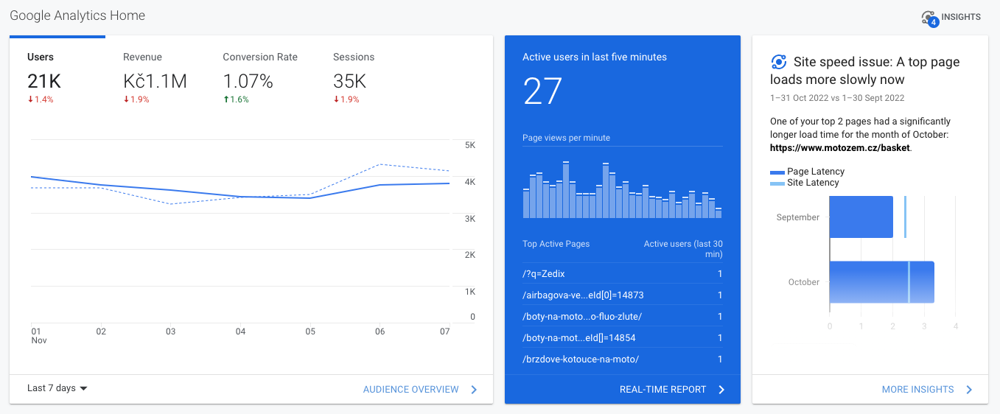 Google Analytics Home
4 INSIGHTS
Users
21K
1.4%
Revenue
Kč1.1M
1.9%
Conversion Rate
1.07%
1.6%
Sessions
35K
1.9%
5K
4K
3K
2K
1K
0
01 02 03 04 05 06 07
Nov
Last 7 days
AUDIENCE OVERVIEW
Active users in last five minutes
27
Page views per minute
Top Active Pages Active users (last 30
min)
/?q=Zedix 1
/airbagova-ve...eld[0]=14873 1
/boty-na-moto...o-fluo-zlute/ 1
/boty-na-mot...eld[]=14854 1
/brzdove-kotouce-na-moto/ 1
REAL-TIME REPORT
Site speed issue: A top page
loads more slowly now
1–31 Oct 2022 vs 1–30 Sept 2022
One of your top 2 pages had a significantly
longer load time for the month of October:
https://www.motozem.cz/basket.
Page Latency
Site Latency
September
October
0 1 2 3 4
MORE INSIGHTS